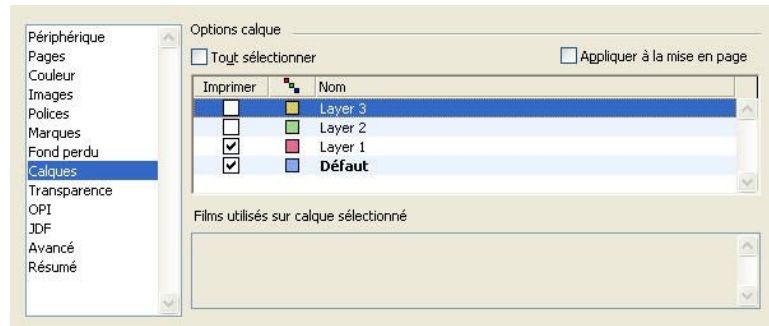 Périphérique
Pages
Couleur
Images
Polices
Marques
Fond perdu
Calques
Transparence
OPI
JDF
Avancé
Résumé
Options calque
Tout sélectionner
Appliquer à la mise en page
Imprimer Nom
Layer 3
Layer 2
Layer 1
Défaut
Films utilisés sur calque sélectionné